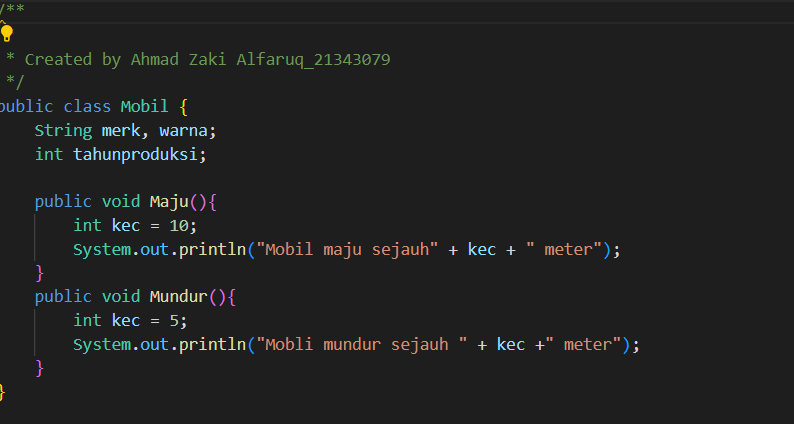 /**
* Created by Ahmad Zaki Alfaruq_21343079
*/
public class Mobil {
    String merk, warna;
    int tahunproduksi;
    public void Maju(){
        int kec = 10;
        System.out.println("Mobil maju sejauh" + kec + " meter");
    }
    public void Mundur(){
        int kec = 5;
        System.out.println("Mobli mundur sejauh " + kec +" meter");
    }
}